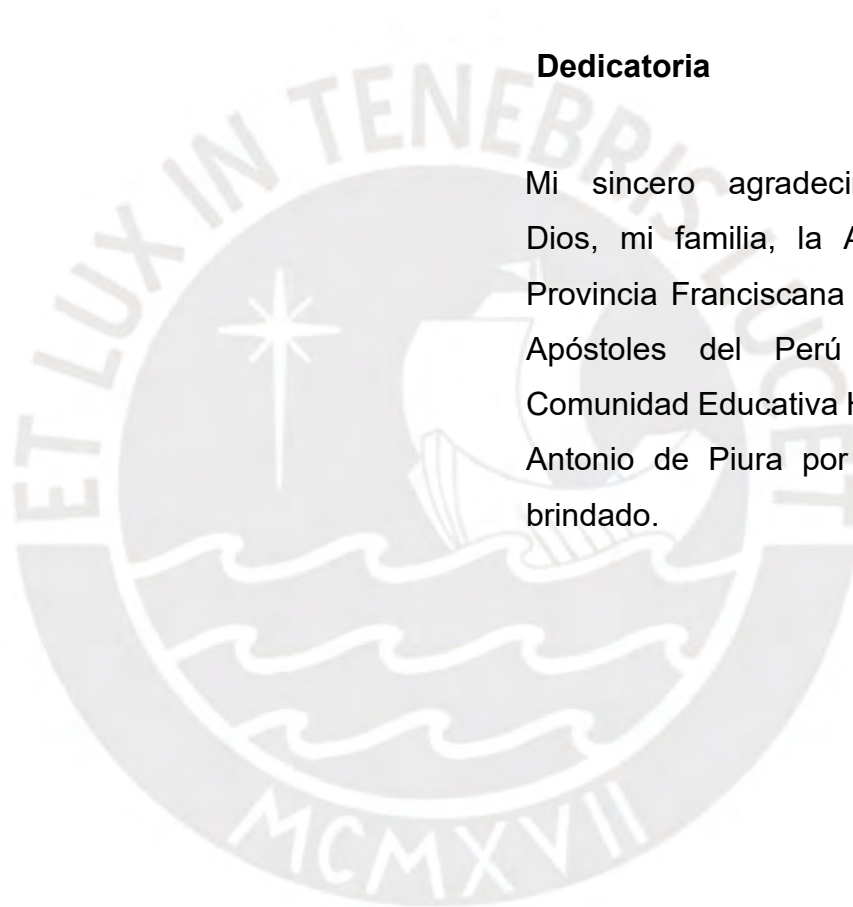 Dedicatoria
Mi sincero agradeci
Dios, mi familia, la A
Provincia Franciscana
Apóstoles del Perú
Comunidad Educativa
Antonio de Piura por
brindado.
ET LUX IN TENEBRIS LUCET
MCMXVII